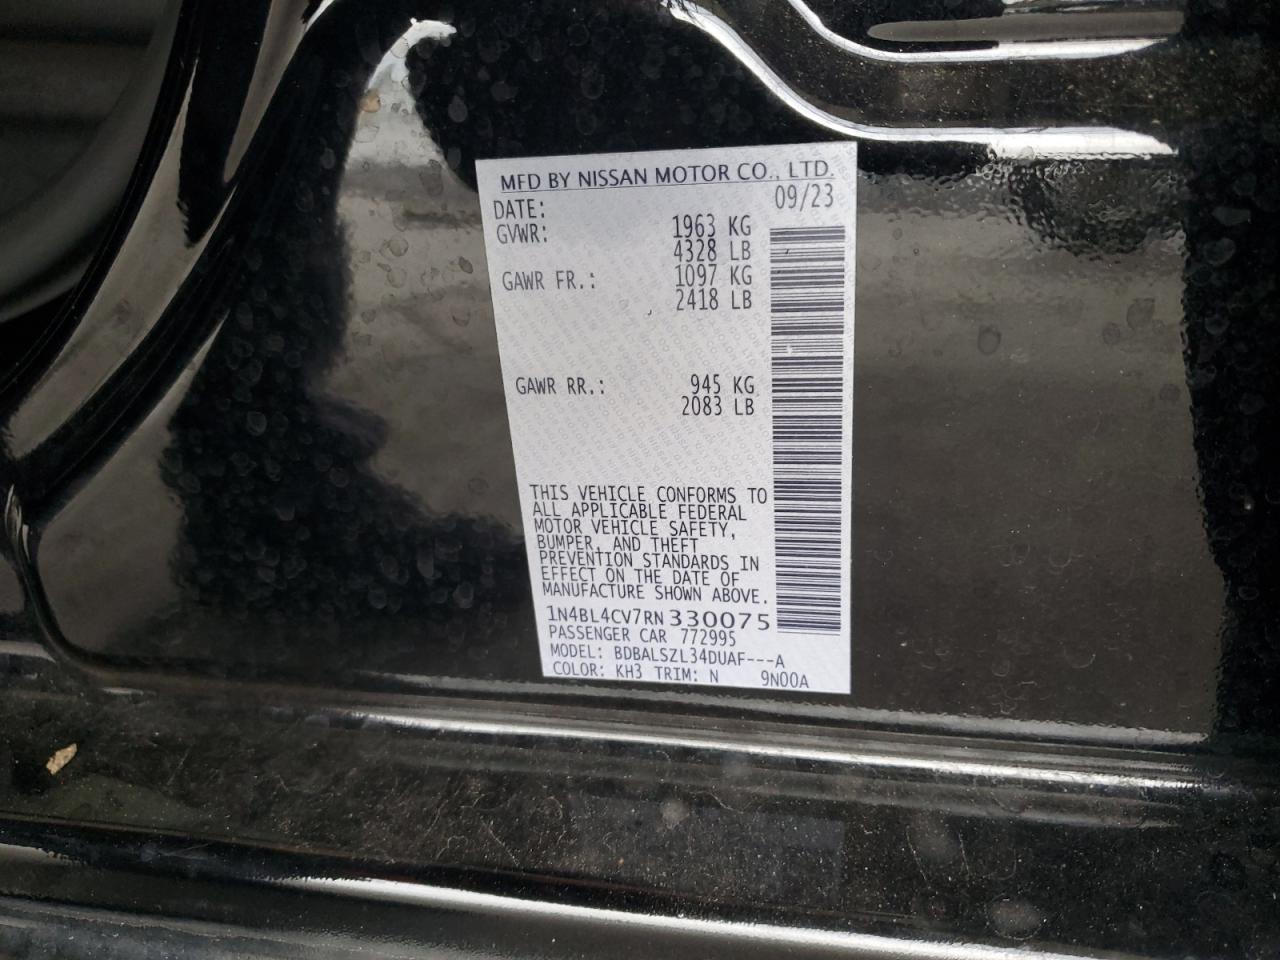 MFD BY NISSAN MOTOR CO., LTD.
DATE: 09/23
GVWR: 1963 KG
4328 LB
GAWR FR.: 1097 KG
2418 LB
GAWR RR.: 945 KG
2083 LB
THIS VEHICLE CONFORMS TO
ALL APPLICABLE FEDERAL
MOTOR VEHICLE SAFETY,
BUMPER, AND THEFT
PREVENTION STANDARDS IN
EFFECT ON THE DATE OF
MANUFACTURE SHOWN ABOVE.
1N4BL4CV7RN330075
PASSENGER CAR 772995
MODEL: BDBALSZL34DUAF---A
COLOR: KH3 TRIM: N 9N00A